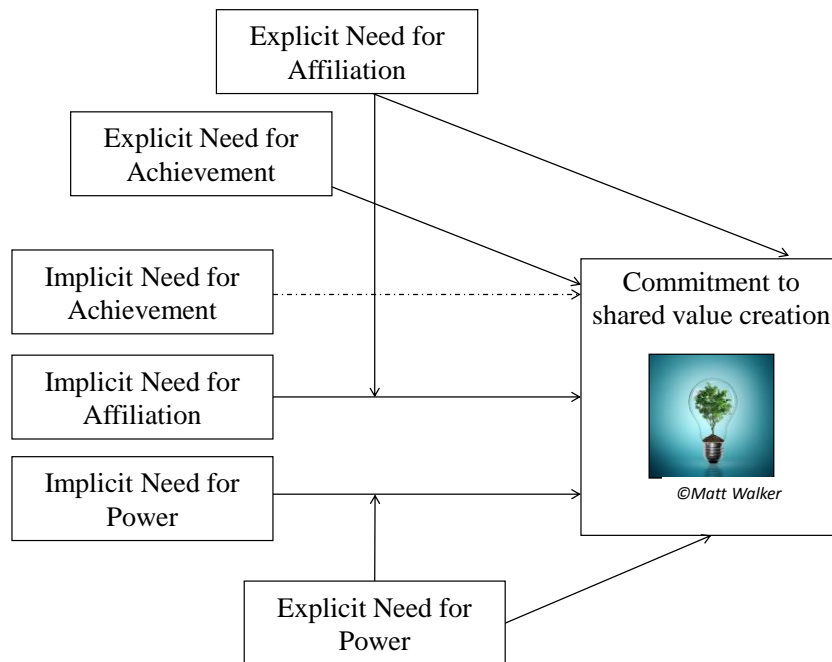 Explicit Need for
Affiliation
Explicit Need for
Achievement
Implicit Need for
Achievement
Commitment to
shared value creation
Implicit Need for
Affiliation
Implicit Need for
Power
©Matt Walker
Explicit Need for
Power